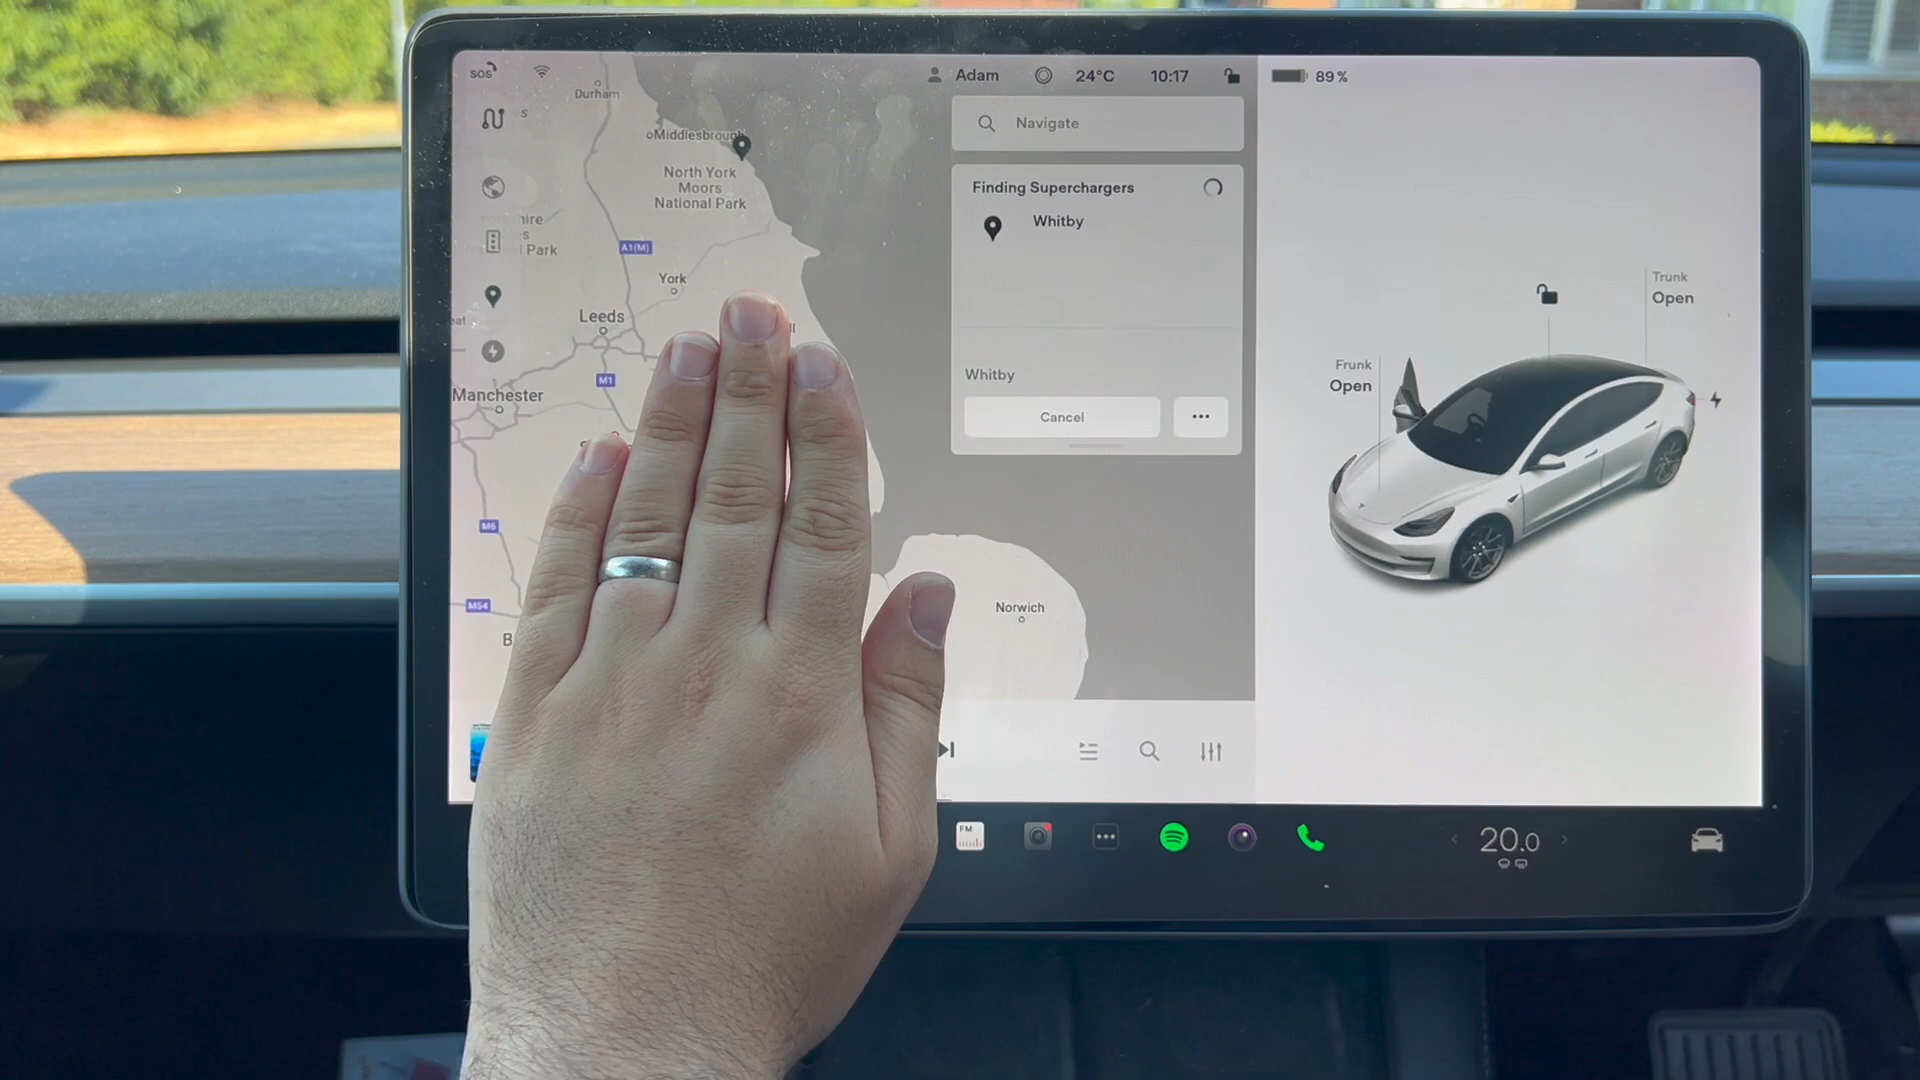 SOS
Adam
24°C
10:17
89 %
Durham
Middlesbrough
North York
Moors
National Park
A1(M)
York
Leeds
M1
Manchester
M6
M54
Park
Norwich
Navigate
Finding Superchargers
Whitby
Whitby
Cancel
Trunk
Open
Frunk
Open
FM
20.0